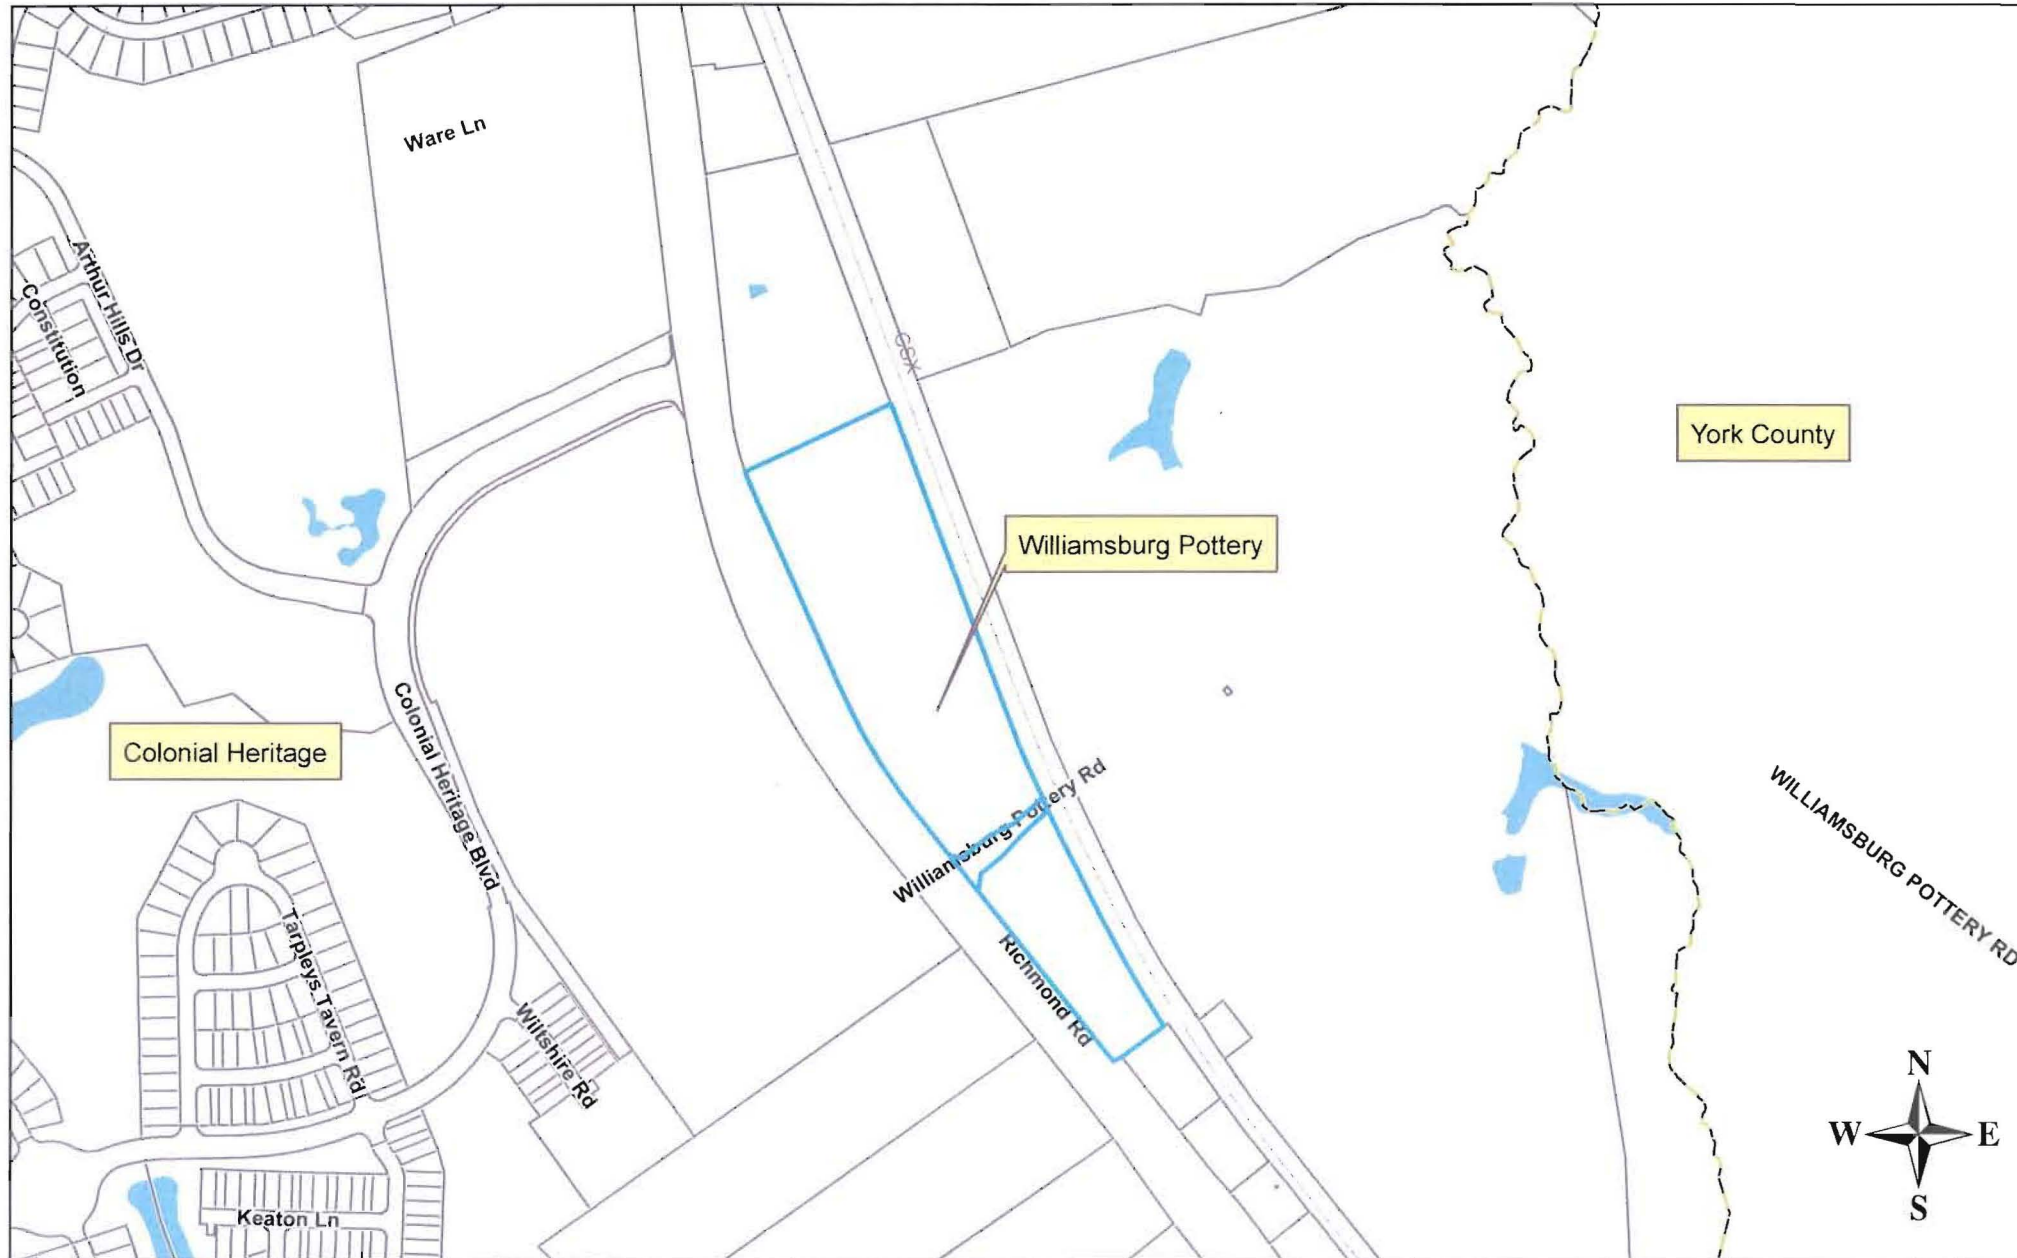 Ware Ln
Arthur Hills Dr
Constitution
CSX
York County
Williamsburg Pottery
Colonial Heritage
Colonial Heritage Blvd
Williamsburg Pottery Rd
WILLIAMSBURG POTTERY RD
Richmond Rd
Tarpleys Tavern Rd
Wiltshire Rd
Keaton Ln
N
W
E
S